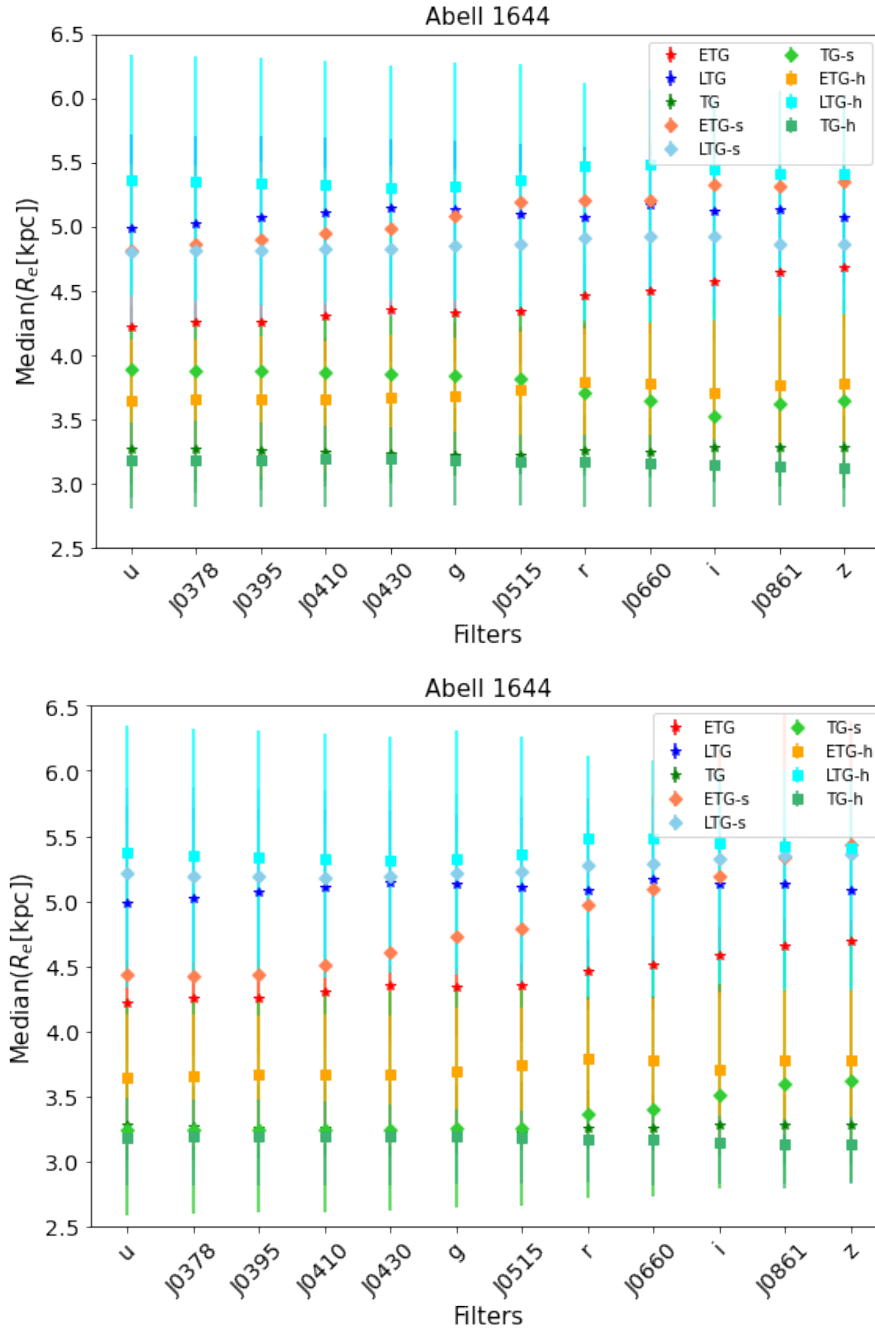 Abell 1644
6.5
6.0
5.5
5.0
4.5
4.0
3.5
3.0
2.5
Median(R_e[kpc])
ETG
LTG
TG
ETG-s
LTG-s
TG-s
ETG-h
LTG-h
TG-h
u J0378 J0395 J0410 J0430 g J0515 r J0660 i J0861 z
Filters
Abell 1644
6.5
6.0
5.5
5.0
4.5
4.0
3.5
3.0
2.5
Median(R_e[kpc])
ETG
LTG
TG
ETG-s
LTG-s
TG-s
ETG-h
LTG-h
TG-h
u J0378 J0395 J0410 J0430 g J0515 r J0660 i J0861 z
Filters